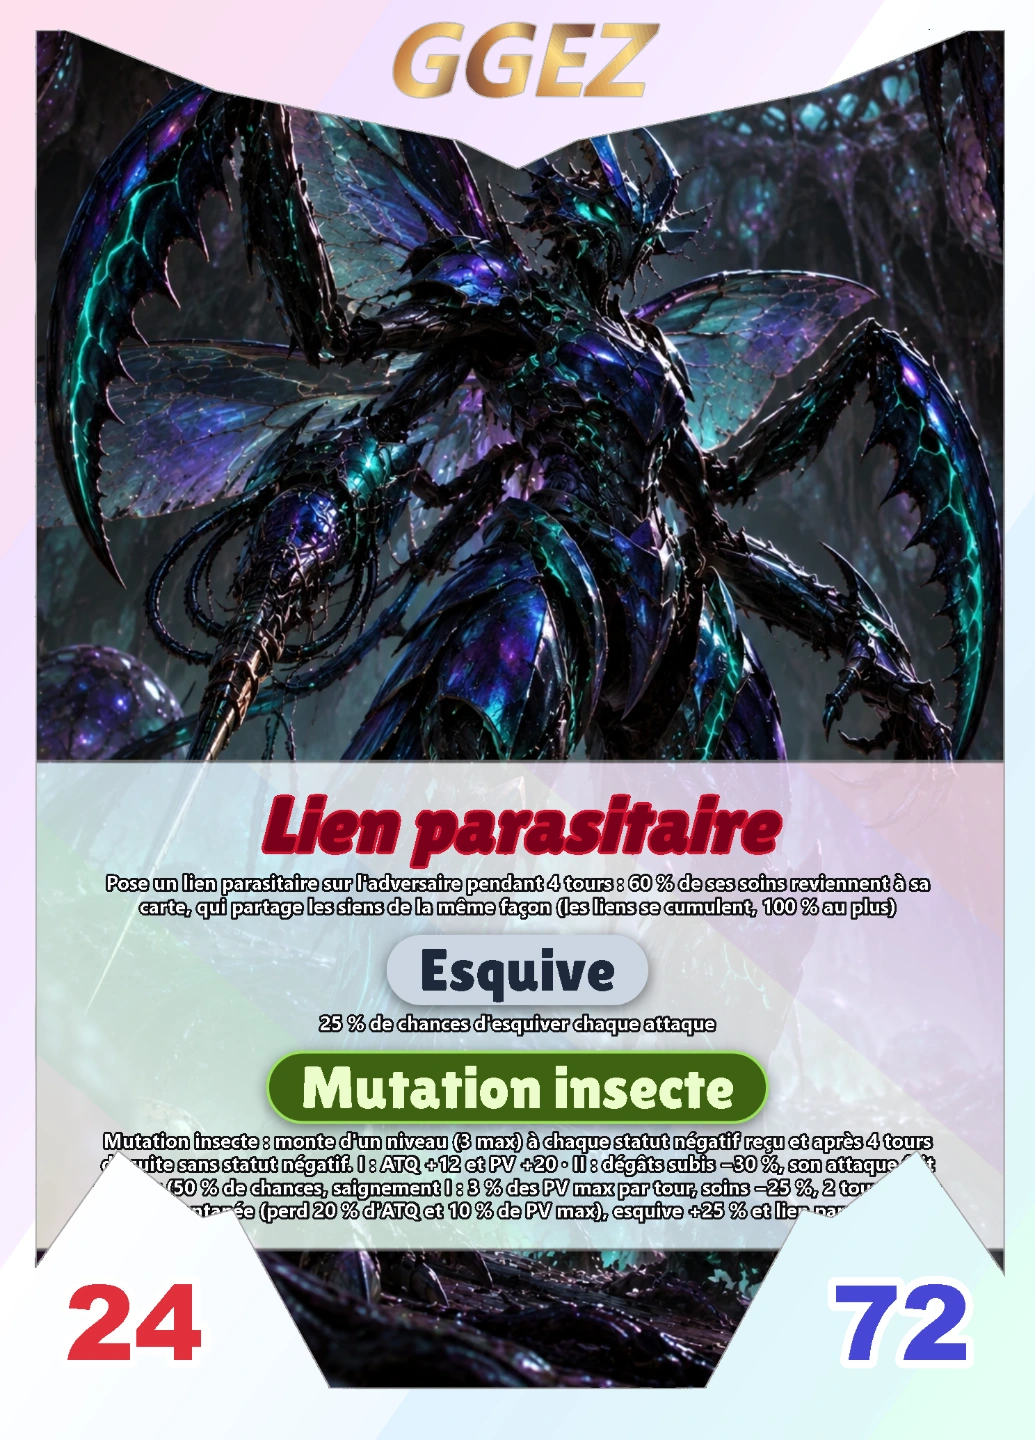 GGEZ
Lien parasitaire
Pose un lien parasitaire sur l'adversaire pendant 4 tours : 60 % de ses soins reviennent à sa
carte, qui partage les siens de la même façon (les liens se cumulent, 100 % au plus)
Esquive
25 % de chances d'esquiver chaque attaque
Mutation insecte
Mutation insecte : monte d'un niveau (3 max) à chaque statut négatif reçu et après 4 tours
sans statut négatif. I : ATQ +12 et PV +20 · II : dégâts subis −30 %, son attaque
(50 % de chances, saignement I : 3 % des PV max par tour, soins −25 %, 2
(perd 20 % d'ATQ et 10 % de PV max), esquive +25 % et lien
24
72